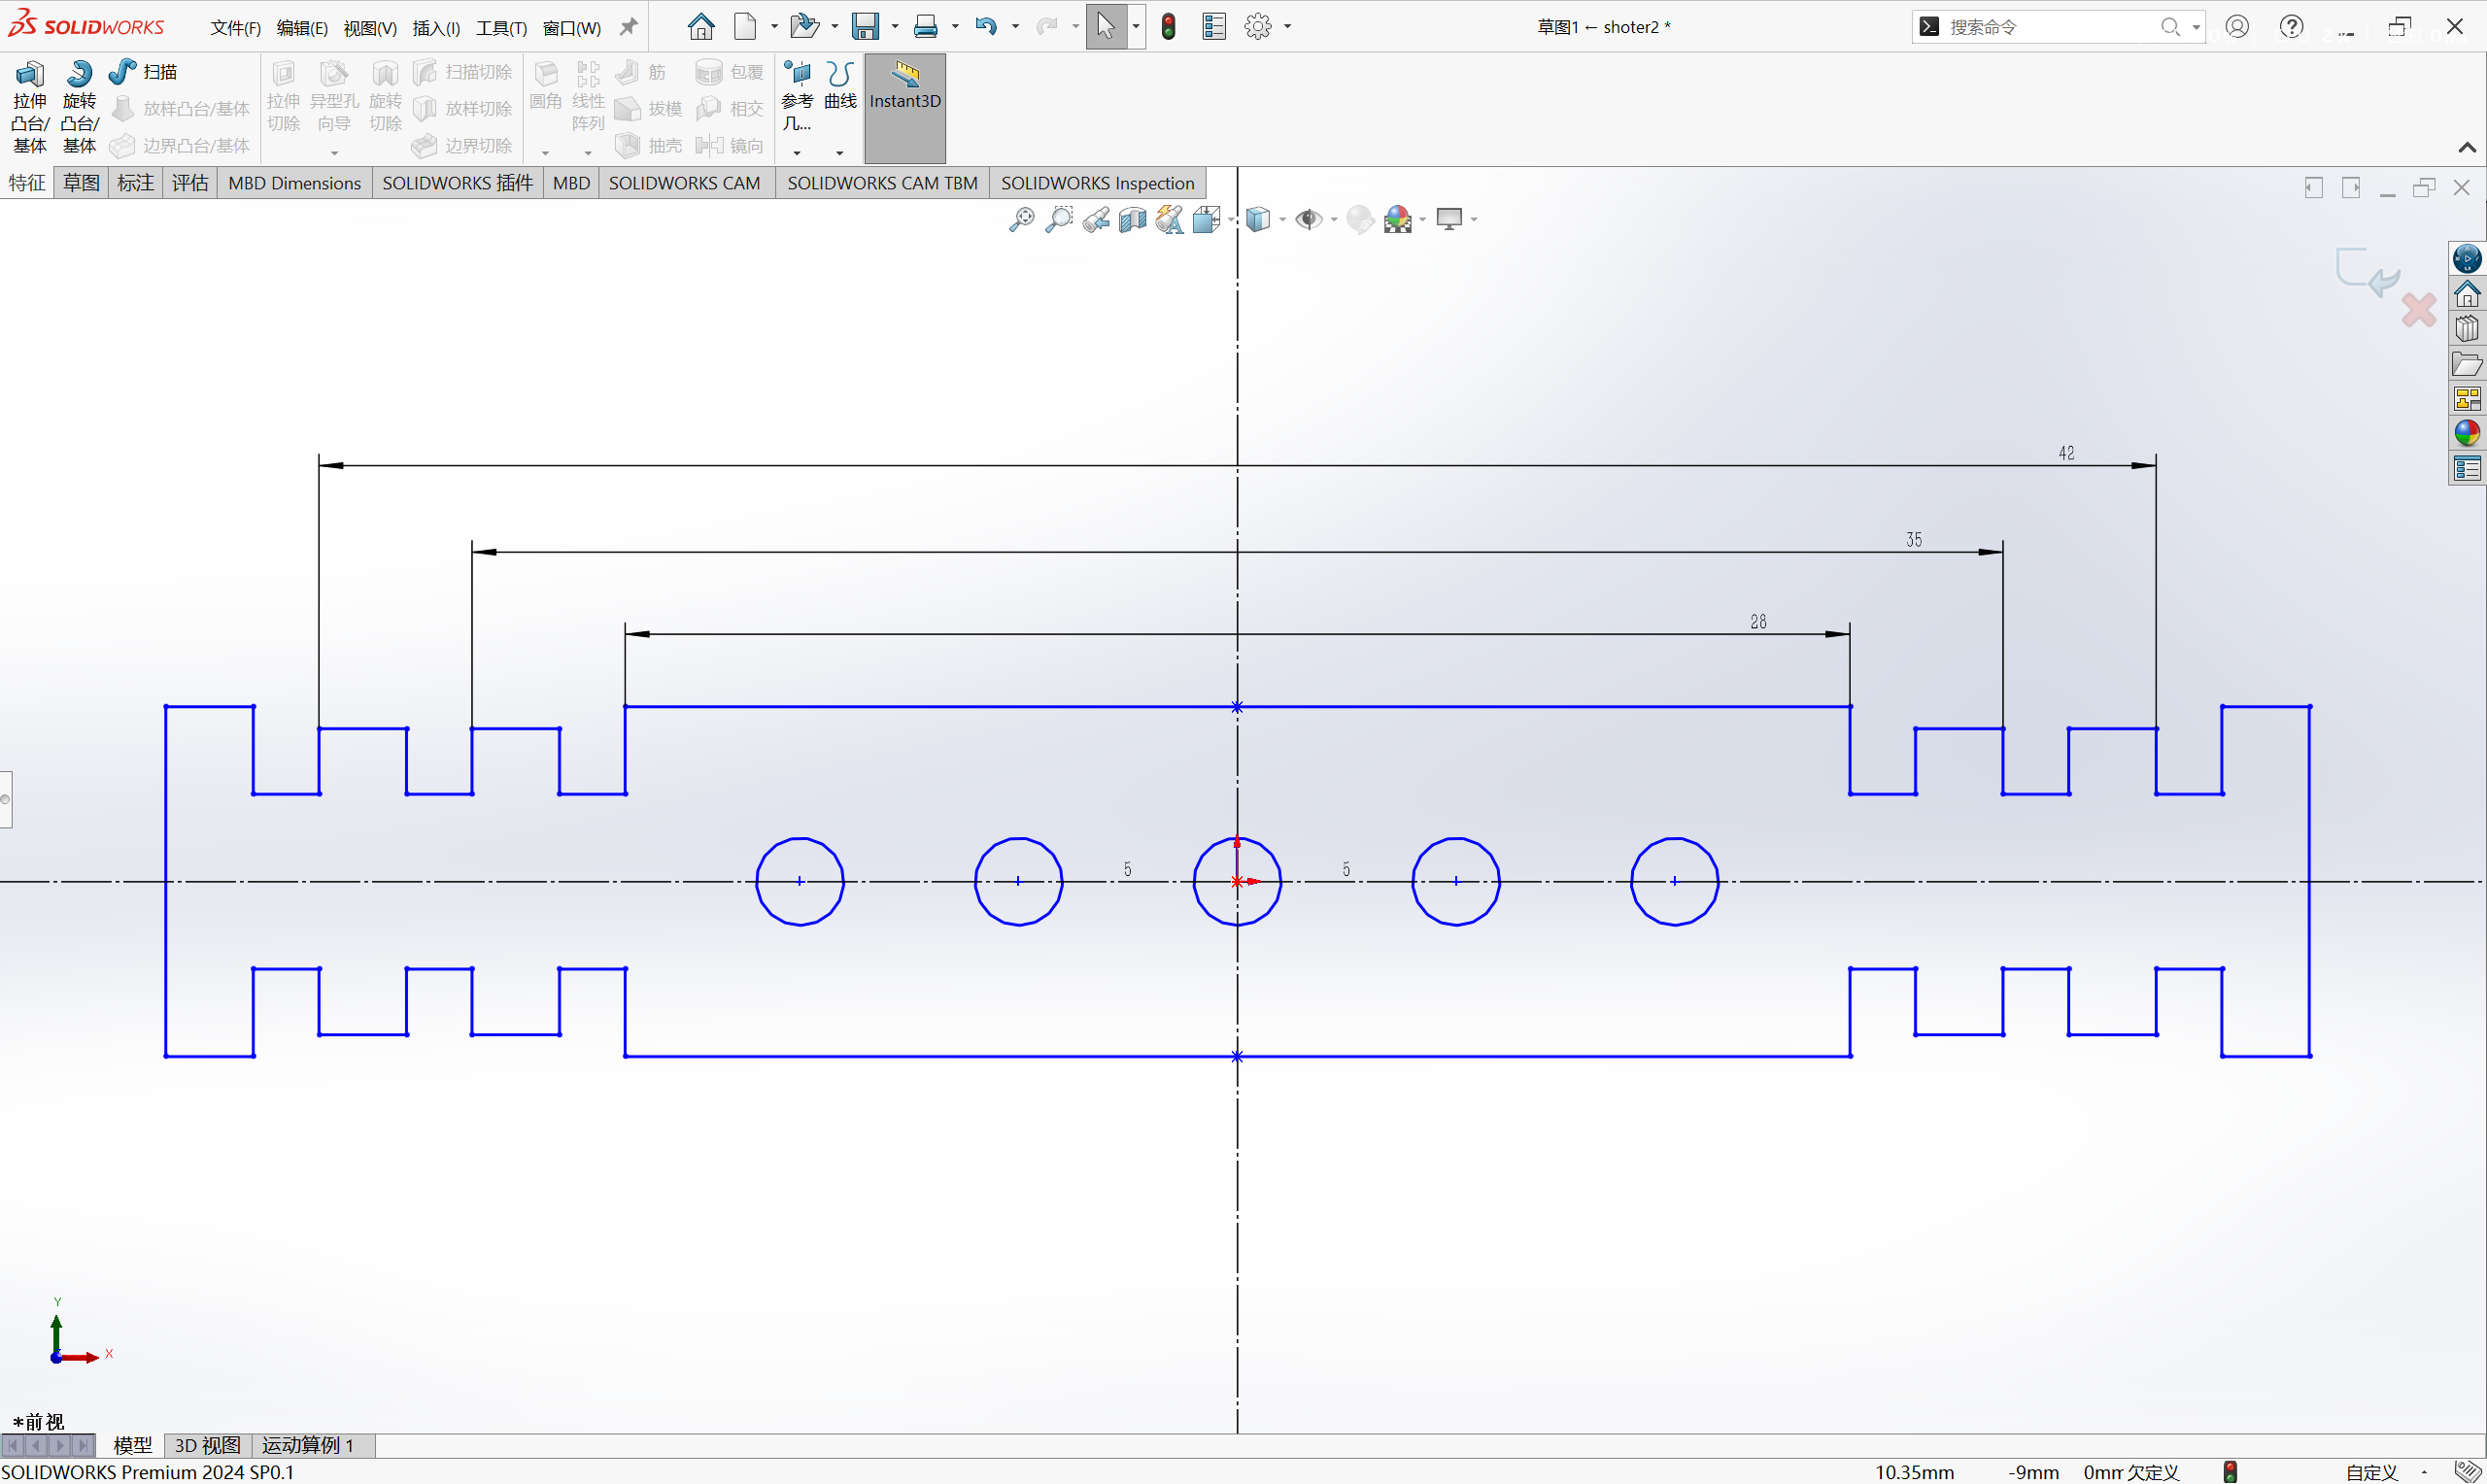 SOLIDWORKS 文件(F) 编辑(E) 视图(V) 插入(I) 工具(T) 窗口(W) 草图1 ← shoter2 * 搜索命令
拉伸凸台/基体
旋转凸台/基体
扫描
放样凸台/基体
边界凸台/基体
拉伸切除
异型孔向导
旋转切除
扫描切除
放样切除
边界切除
圆角
线性阵列
筋
拔模
抽壳
包覆
相交
镜向
参考几...
曲线
Instant3D
特征 草图 标注 评估 MBD Dimensions SOLIDWORKS 插件 MBD SOLIDWORKS CAM SOLIDWORKS CAM TBM SOLIDWORKS Inspection
42
35
28
5 5
Y
X
*前视
模型 3D 视图 运动算例 1
SOLIDWORKS Premium 2024 SP0.1 10.35mm -9mm 0mm 欠定义 自定义